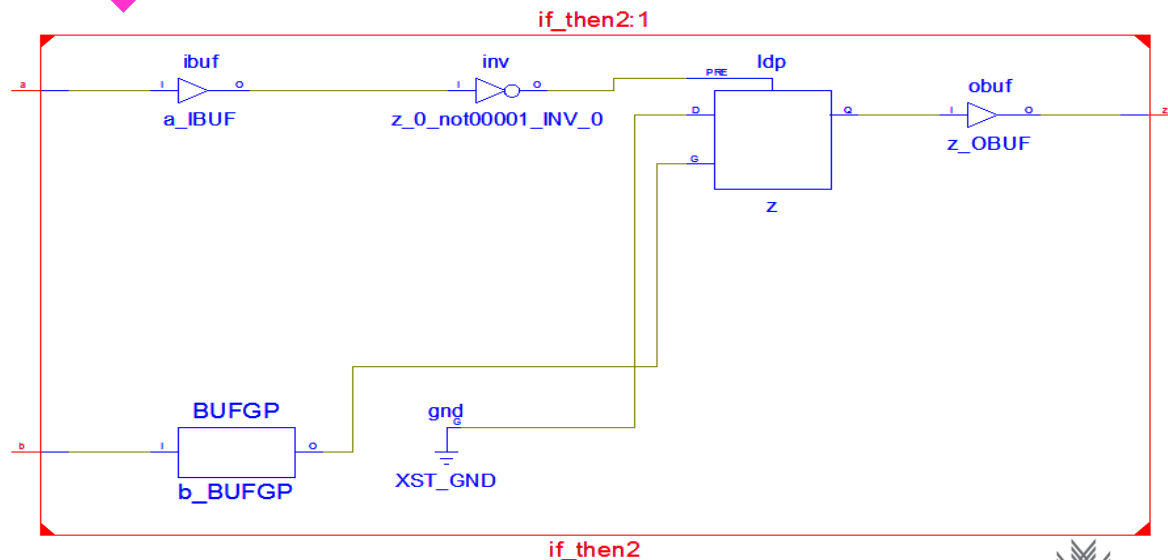 if_then2:1
ibuf
inv
ldp
obuf
a
I
O
I
O
PRE
D
G
Q
I
O
z
a_IBUF
z_0_not00001_INV_0
z_OBUF
z
BUFGP
gnd
G
b
I
O
b_BUFGP
XST_GND
if_then2